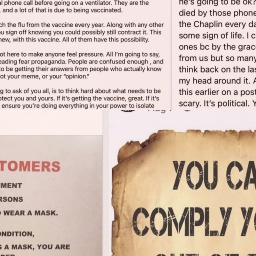 al phone call before going on a ventilator. They are the
, and a lot of that is due to being vaccinated.
ch the flu from the vaccine every year. Along with other
ou sign off knowing you could possibly still contract it. This
new, with this vaccine. All of them have this possibility.
ot here to make anyone feel pressure. All I'm going to say,
eading fear propaganda. People are confused enough , and
to be getting their answers from people who actually know
ot your meme, or your "opinion."
ng to ask of you all, is to think hard about what needs to be
otect you and yours. If it's getting the vaccine, great. If it's
ensure you're doing everything in your power to isolate
he's going to be ok?
died by those phone
the Chaplin every da
some sign of life. I c
ones bc by the grace
from us but so many
think back on the las
my head around it. A
this earlier on a post
scary. It's political. Y
TOMERS
MENT
RSONS
O WEAR A MASK.
ONDITION,
S A MASK, YOU ARE
YOU CA
COMPLY Y